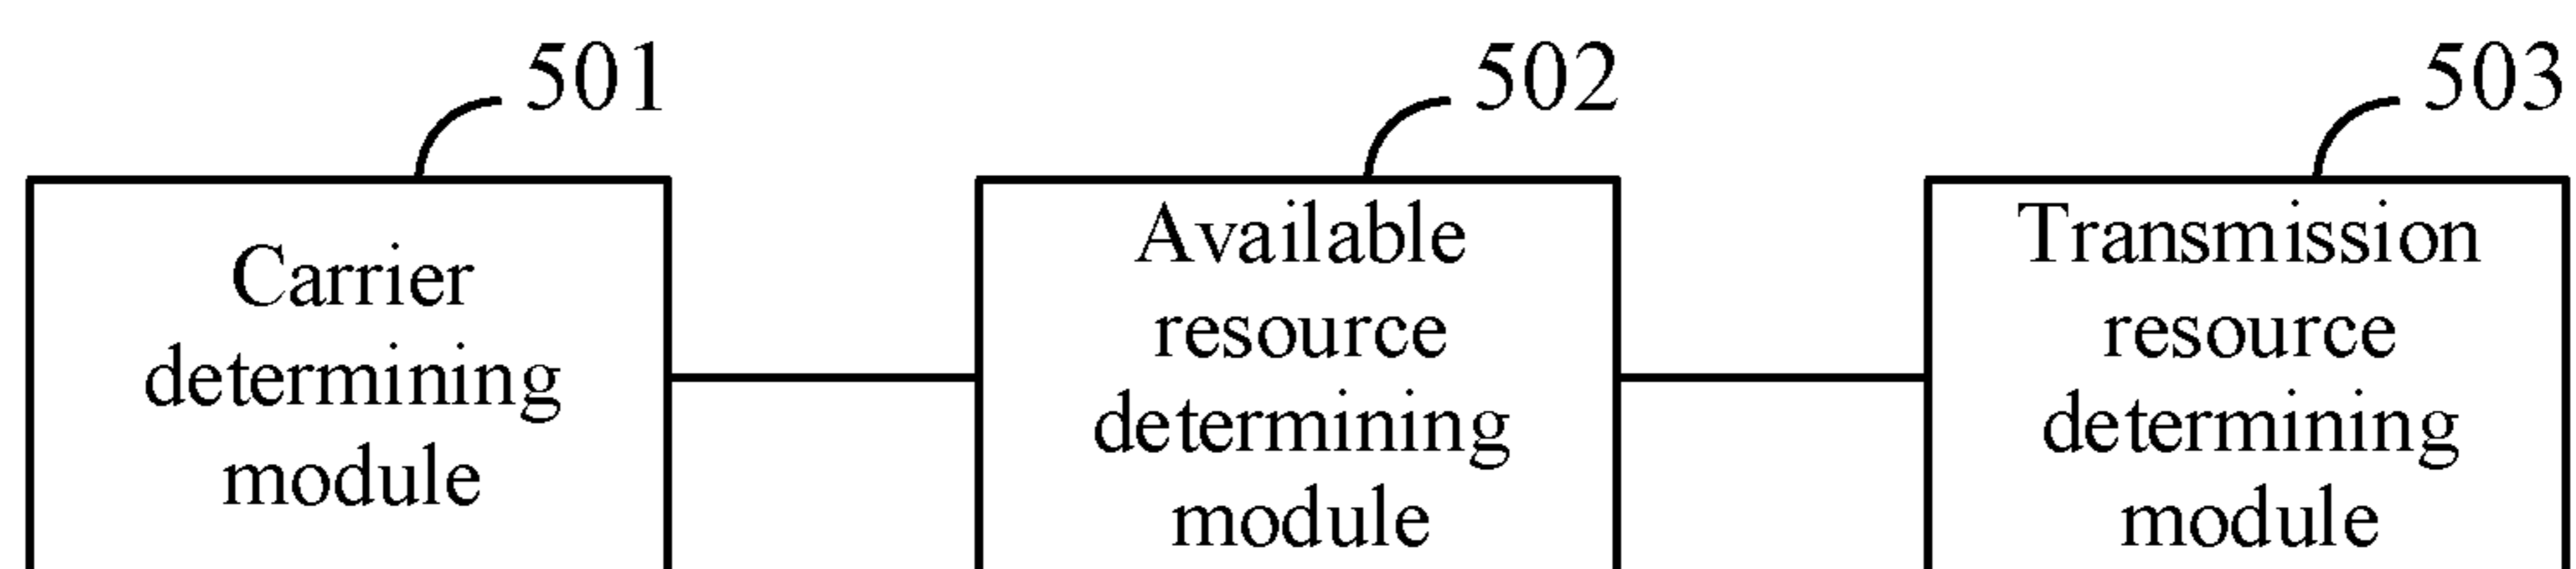 501
502
503
Carrier
determining
module
Available
resource
determining
module
Transmission
resource
determining
module